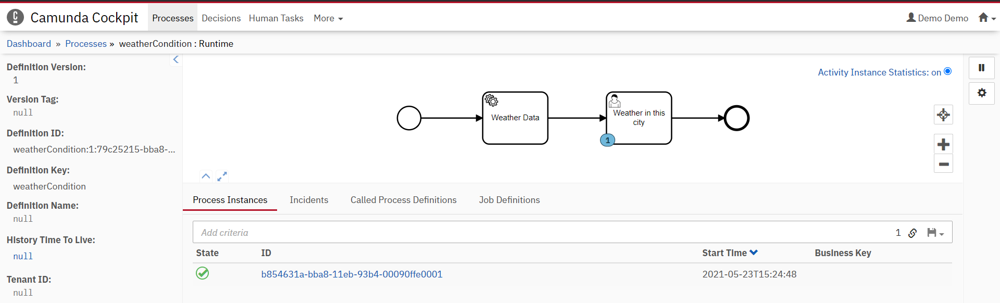 Camunda Cockpit Processes Decisions Human Tasks More Demo Demo
Dashboard » Processes » weatherCondition : Runtime
Definition Version:
1
Version Tag:
null
Definition ID:
weatherCondition:1:79c25215-bba8-...
Definition Key:
weatherCondition
Definition Name:
null
History Time To Live:
null
Tenant ID:
null
Activity Instance Statistics: on
Weather Data
Weather in this
city
1
Process Instances Incidents Called Process Definitions Job Definitions
Add criteria 1
State ID Start Time Business Key
b854631a-bba8-11eb-93b4-00090ffe0001 2021-05-23T15:24:48